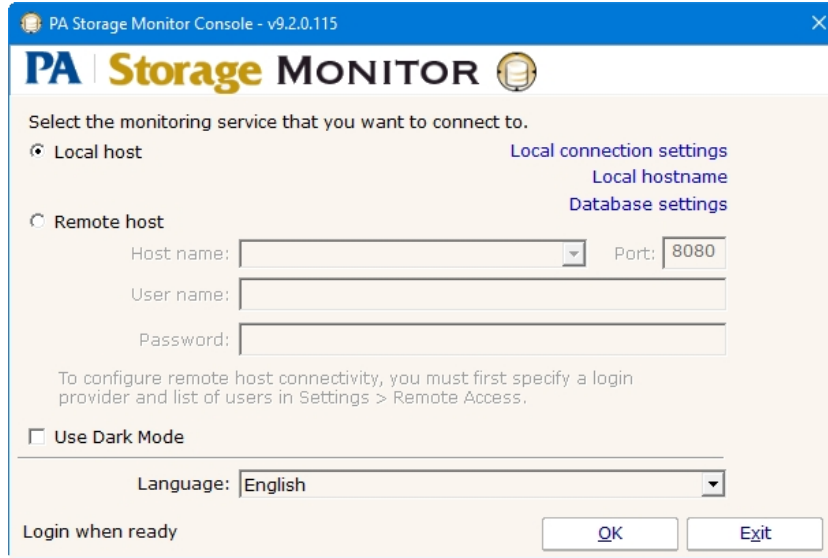 PA Storage Monitor Console - v9.2.0.115
PA Storage MONITOR
Select the monitoring service that you want to connect to.
Local host
Local connection settings
Local hostname
Database settings
Remote host
Host name:
Port: 8080
User name:
Password:
To configure remote host connectivity, you must first specify a login
provider and list of users in Settings > Remote Access.
Use Dark Mode
Language: English
Login when ready
OK
Exit